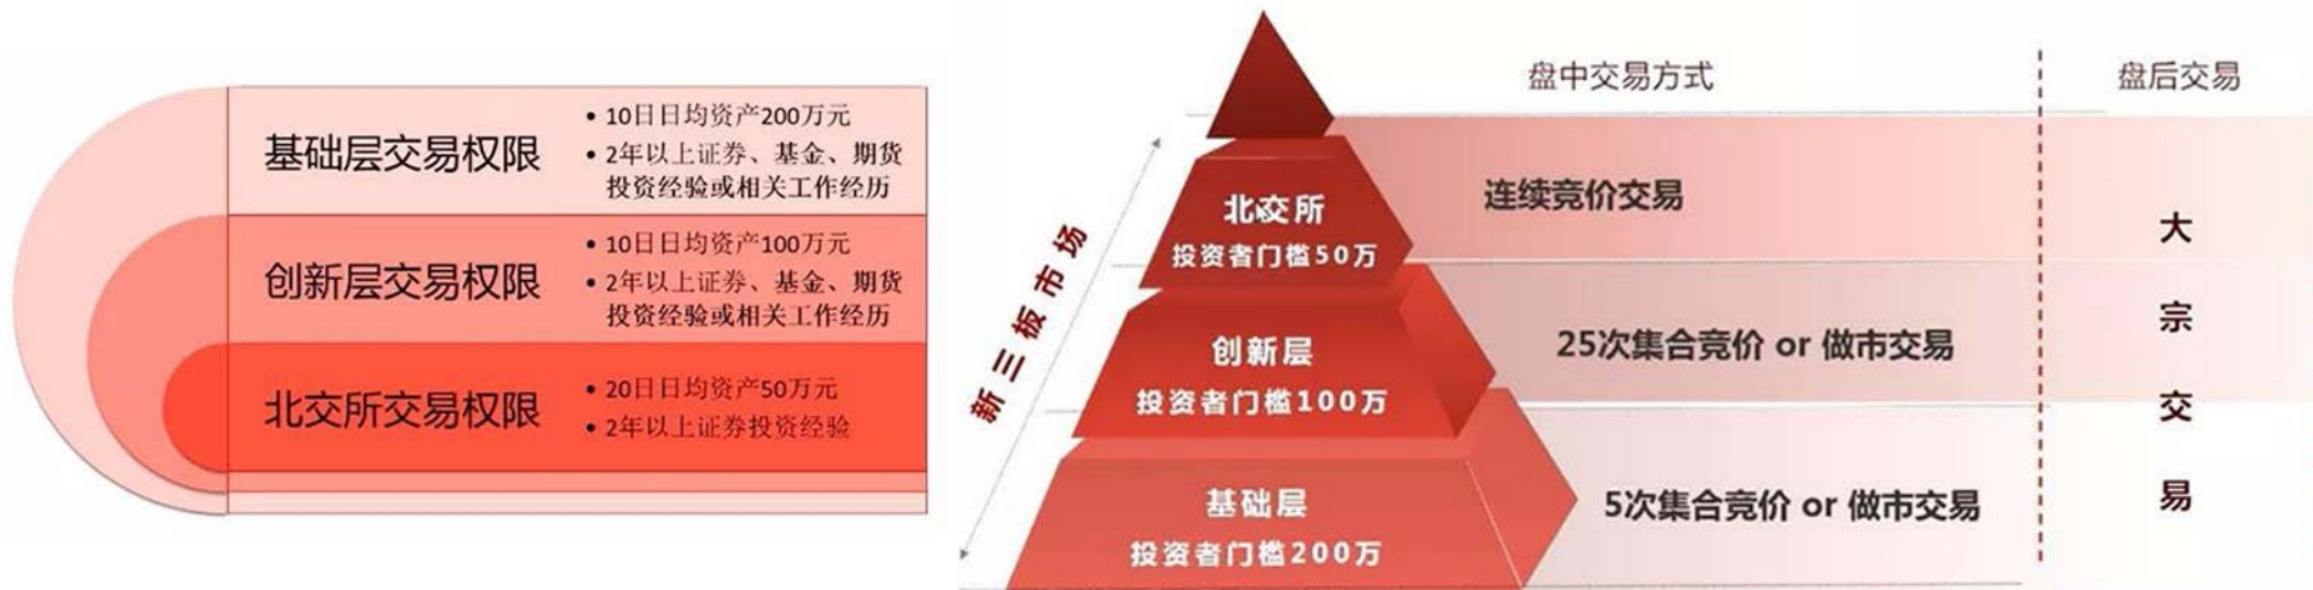 基础层交易权限
• 10日日均资产200万元
• 2年以上证券、基金、期货
投资经验或相关工作经历
创新层交易权限
• 10日日均资产100万元
• 2年以上证券、基金、期货
投资经验或相关工作经历
北交所交易权限
• 20日日均资产50万元
• 2年以上证券投资经验
新三板市场
盘中交易方式
盘后交易
北交所
投资者门槛50万
连续竞价交易
创新层
投资者门槛100万
25次集合竞价 or 做市交易
基础层
投资者门槛200万
5次集合竞价 or 做市交易
大
宗
交
易